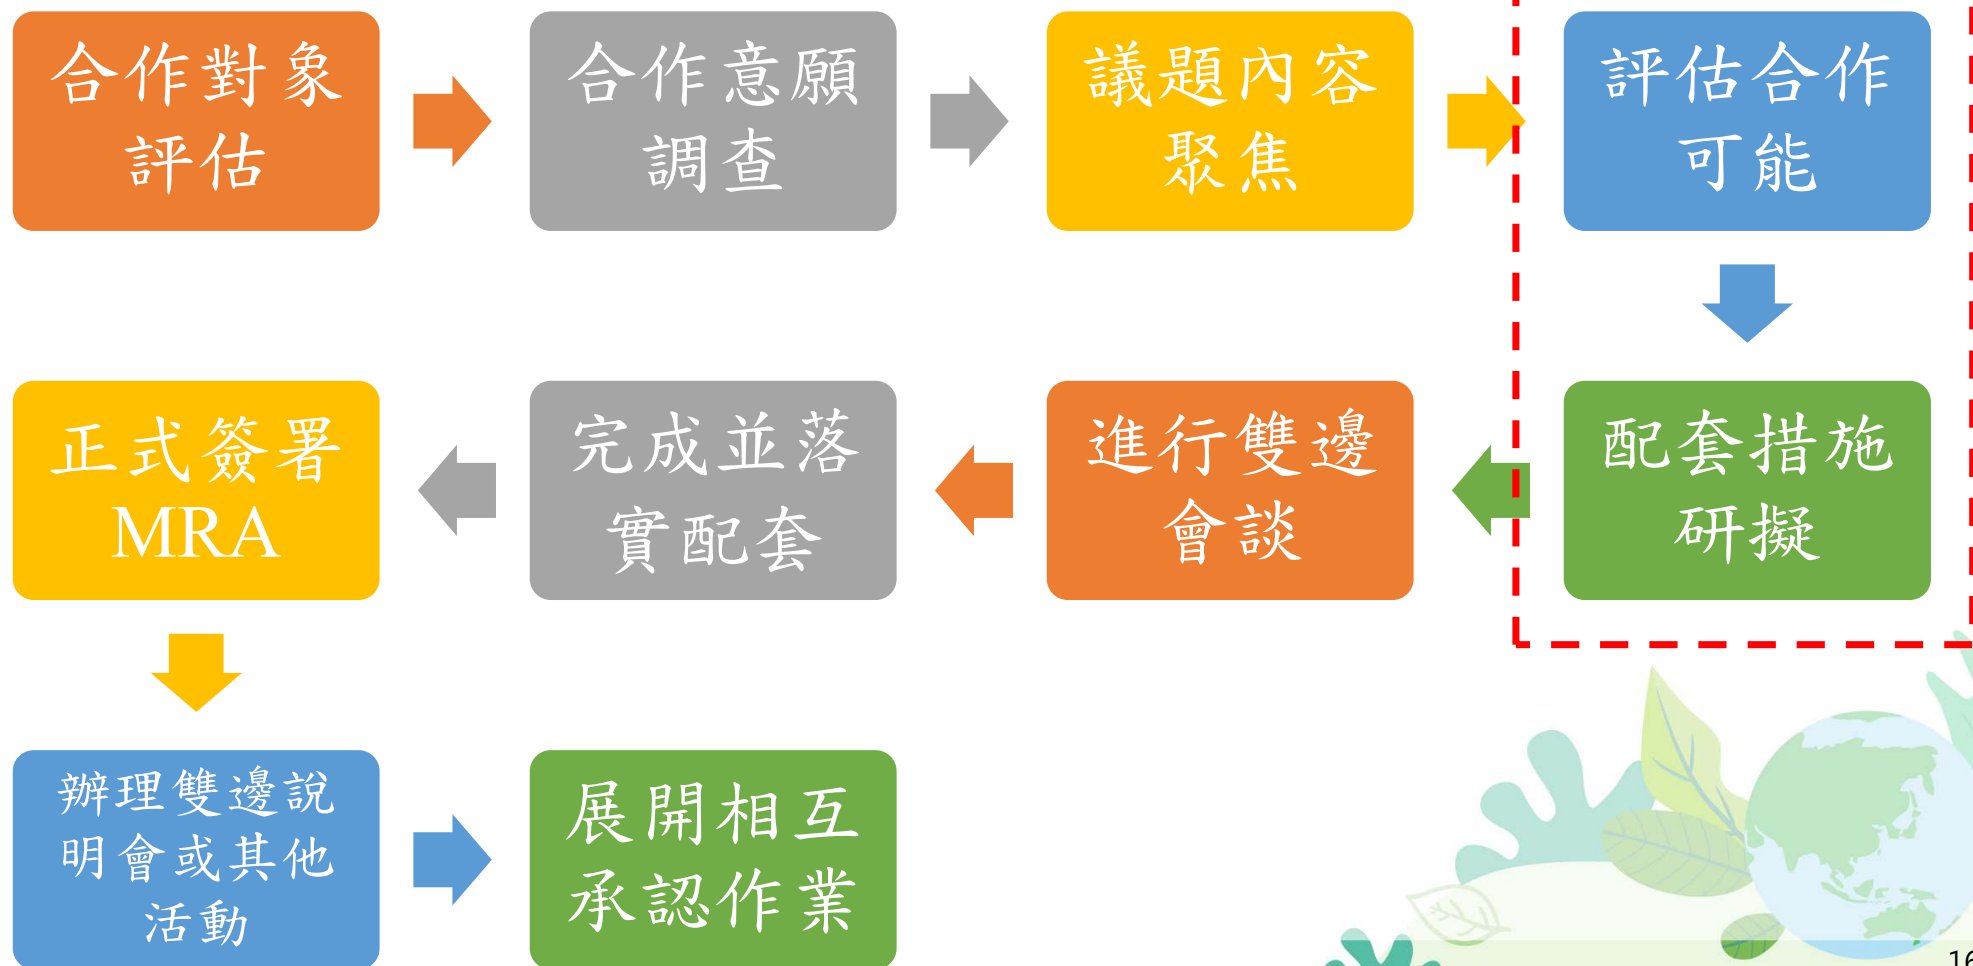 合作對象
評估
合作意願
調查
議題內容
聚焦
評估合作
可能
正式簽署
MRA
完成並落
實配套
進行雙邊
會談
配套措施
研擬
辦理雙邊說
明會或其他
活動
展開相互
承認作業
16